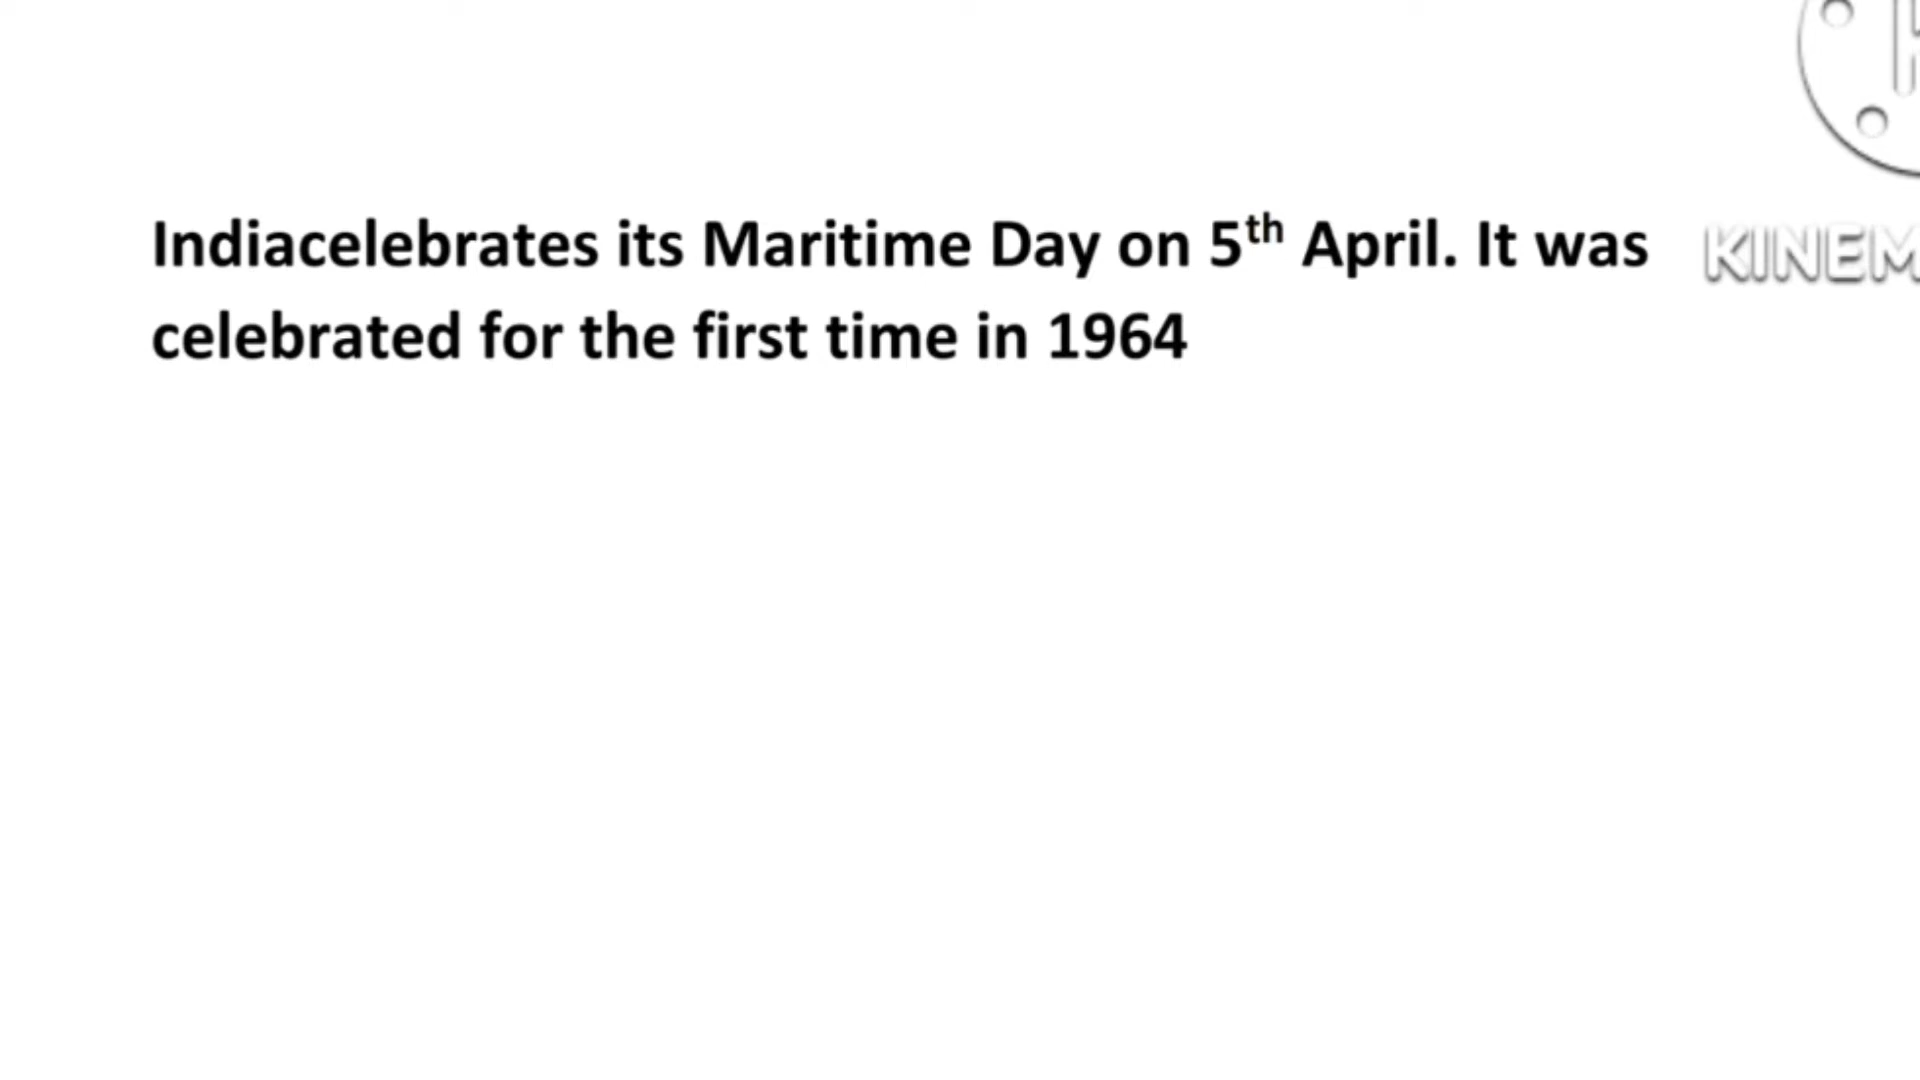 Indiacelebrates its Maritime Day on 5th April. It was
celebrated for the first time in 1964
KINEM